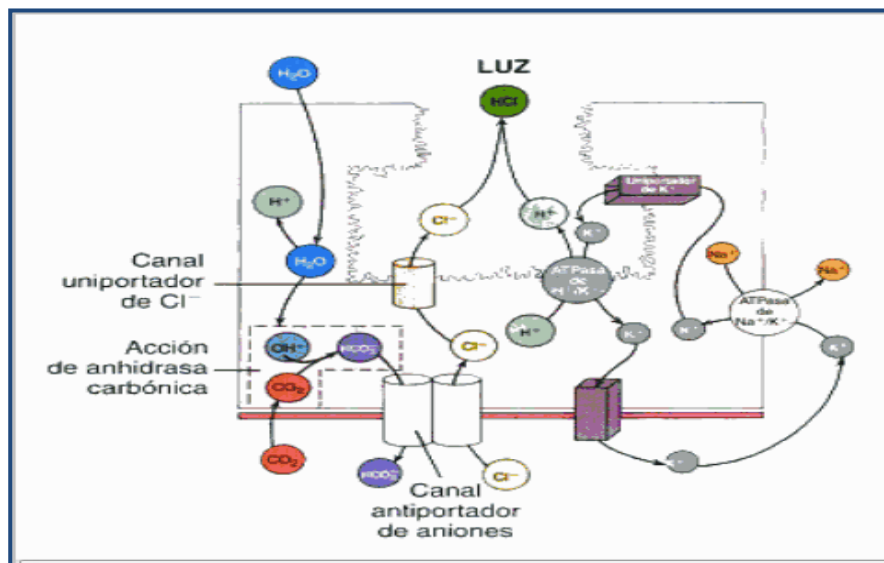 H₂O
LUZ
HCl
H⁺
Cl⁻
H⁺
Uniportador
de K⁺
K⁺
Canal
uniportador
de Cl⁻
H₂O
Na⁺
Na⁺
ATPasa
de
H⁺/K⁺
ATPasa
de
Na⁺/K⁺
H⁺
K⁺
K⁺
K⁺
Acción
de anhidrasa
carbónica
OH⁺
HCO₃⁻
Cl⁻
CO₂
CO₂
HCO₃⁻
Cl⁻
K⁺
Canal
antiportador
de aniones